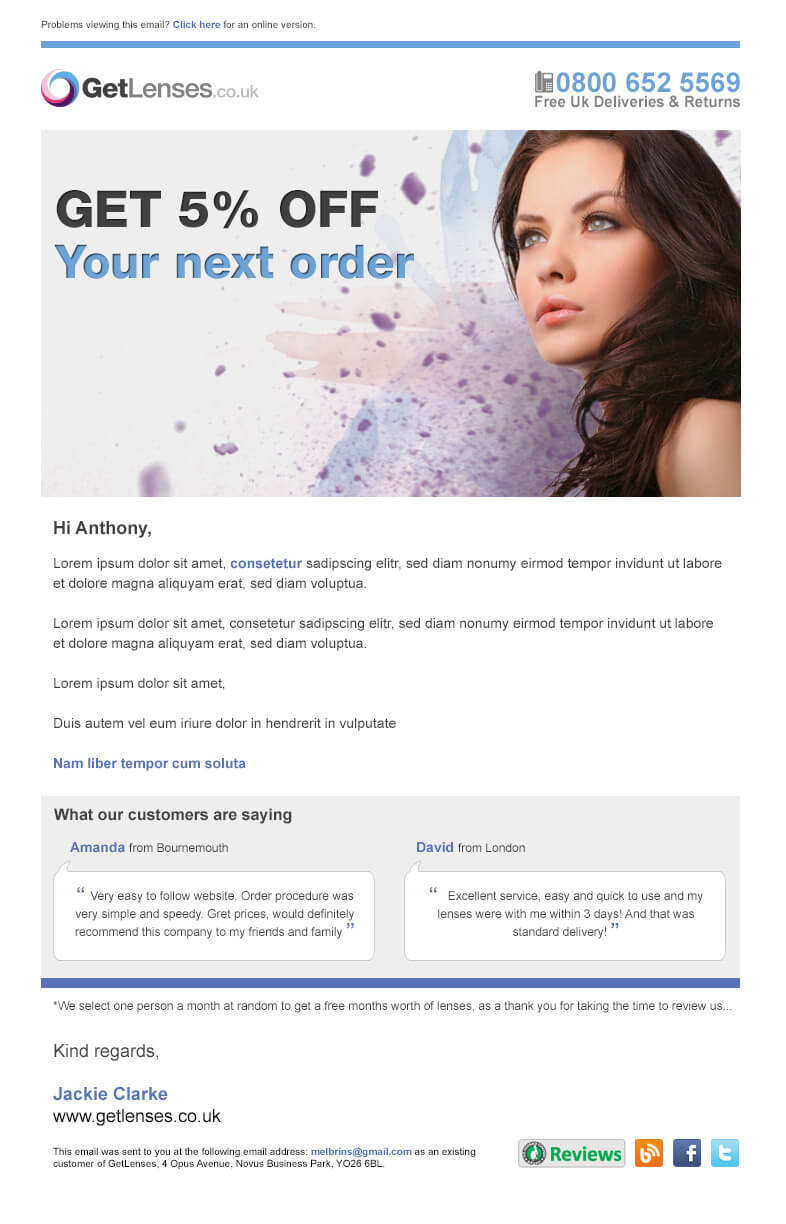 Problems viewing this email? Click here for an online version.
GetLenses.co.uk
0800 652 5569
Free Uk Deliveries & Returns
GET 5% OFF
Your next order
Hi Anthony,
Lorem ipsum dolor sit amet, consetetur sadipscing elitr, sed diam nonumy eirmod tempor invidunt ut labore
et dolore magna aliquyam erat, sed diam voluptua.
Lorem ipsum dolor sit amet, consetetur sadipscing elitr, sed diam nonumy eirmod tempor invidunt ut labore
et dolore magna aliquyam erat, sed diam voluptua.
Lorem ipsum dolor sit amet,
Duis autem vel eum iriure dolor in hendrerit in vulputate
Nam liber tempor cum soluta
What our customers are saying
Amanda from Bournemouth
“ Very easy to follow website. Order procedure was
very simple and speedy. Gret prices, would definitely
recommend this company to my friends and family ”
David from London
“ Excellent service, easy and quick to use and my
lenses were with me within 3 days! And that was
standard delivery! ”
*We select one person a month at random to get a free months worth of lenses, as a thank you for taking the time to review us...
Kind regards,
Jackie Clarke
www.getlenses.co.uk
This email was sent to you at the following email address: melbrins@gmail.com as an existing
customer of GetLenses, 4 Opus Avenue, Novus Business Park, YO26 6BL.
Reviews
b
f
t